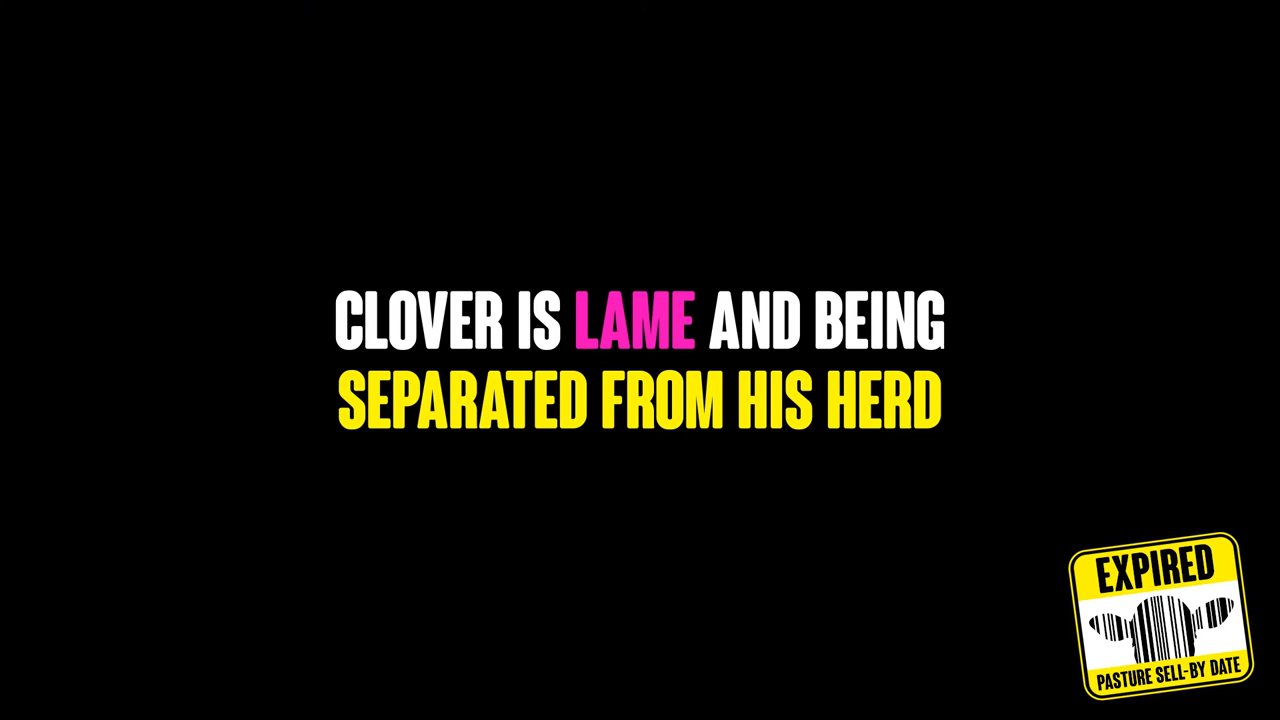 CLOVER IS LAME AND BEING
SEPARATED FROM HIS HERD
EXPIRED
PASTURE SELL-BY DATE